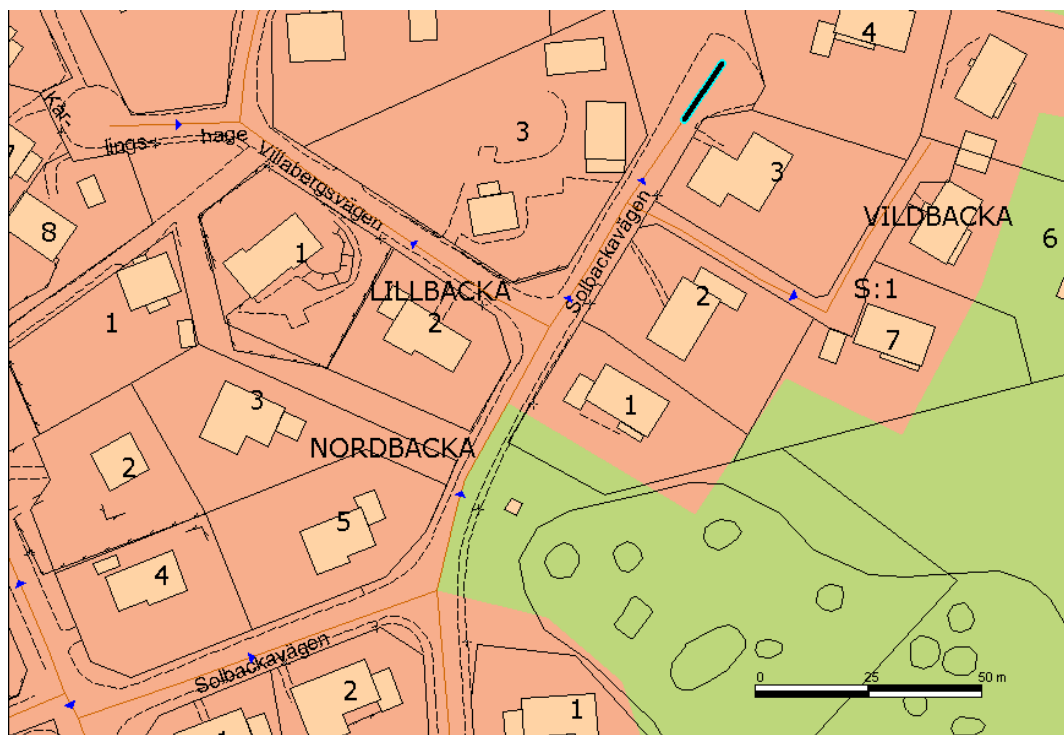 4
Kär-
lings-
hage
3
3
Villabergsvägen
8
1
VILDBACKA
6
Solbackavägen
LILLBACKA
S:1
1
2
2
7
3
1
NORDBACKA
2
5
4
Solbackavägen
0 25 50 m
2
1